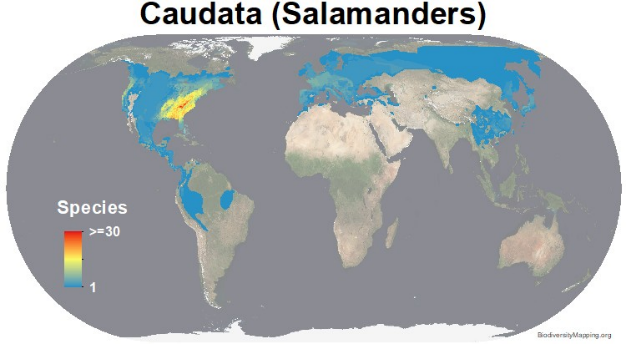 Caudata (Salamanders)
Species
>=30
1
BiodiversityMapping.org